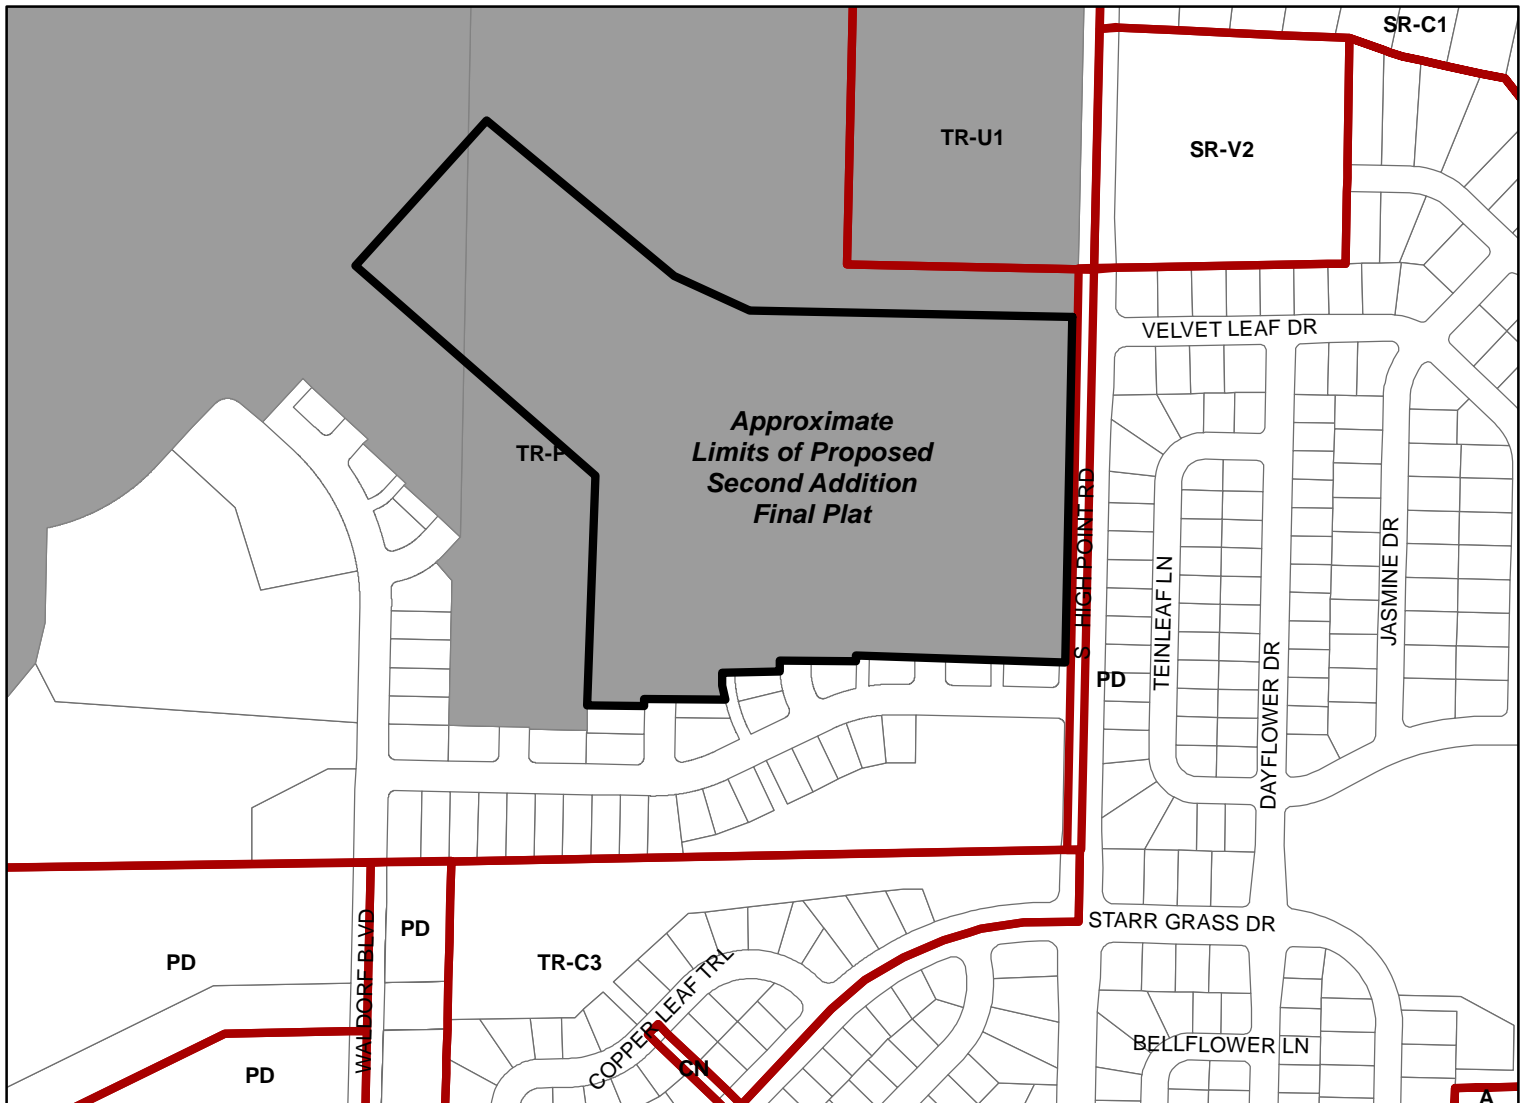 SR-C1
TR-U1
SR-V2
VELVET LEAF DR
Approximate
Limits of Proposed
Second Addition
Final Plat
TR-P
S HIGH POINT RD
TEINLEAF LN
JASMINE DR
DAYFLOWER DR
PD
STARR GRASS DR
PD
PD
TR-C3
WALDORF BLVD
COPPER LEAF TRL
BELLFLOWER LN
PD
CN
A